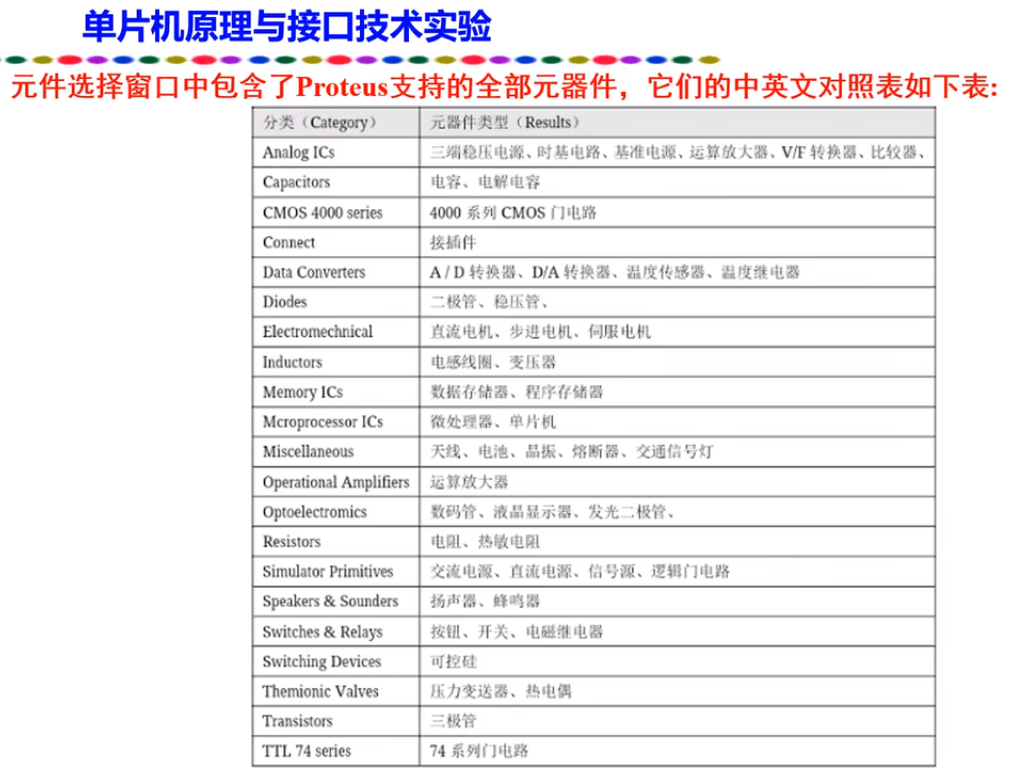 单片机原理与接口技术实验
元件选择窗口中包含了Proteus支持的全部元器件，它们的中英文对照表如下表:
分类（Category） 元器件类型（Results）
Analog ICs 三端稳压电源、时基电路、基准电源、运算放大器、V/F 转换器、比较器、
Capacitors 电容、电解电容
CMOS 4000 series 4000 系列 CMOS 门电路
Connect 接插件
Data Converters A / D 转换器、D/A 转换器、温度传感器、温度继电器
Diodes 二极管、稳压管、
Electromechnical 直流电机、步进电机、伺服电机
Inductors 电感线圈、变压器
Memory ICs 数据存储器、程序存储器
Mcroprocessor ICs 微处理器、单片机
Miscellaneous 天线、电池、晶振、熔断器、交通信号灯
Operational Amplifiers 运算放大器
Optoelectromics 数码管、液晶显示器、发光二极管、
Resistors 电阻、热敏电阻
Simulator Primitives 交流电源、直流电源、信号源、逻辑门电路
Speakers & Sounders 扬声器、蜂鸣器
Switches & Relays 按钮、开关、电磁继电器
Switching Devices 可控硅
Themionic Valves 压力变送器、热电偶
Transistors 三极管
TTL 74 series 74 系列门电路